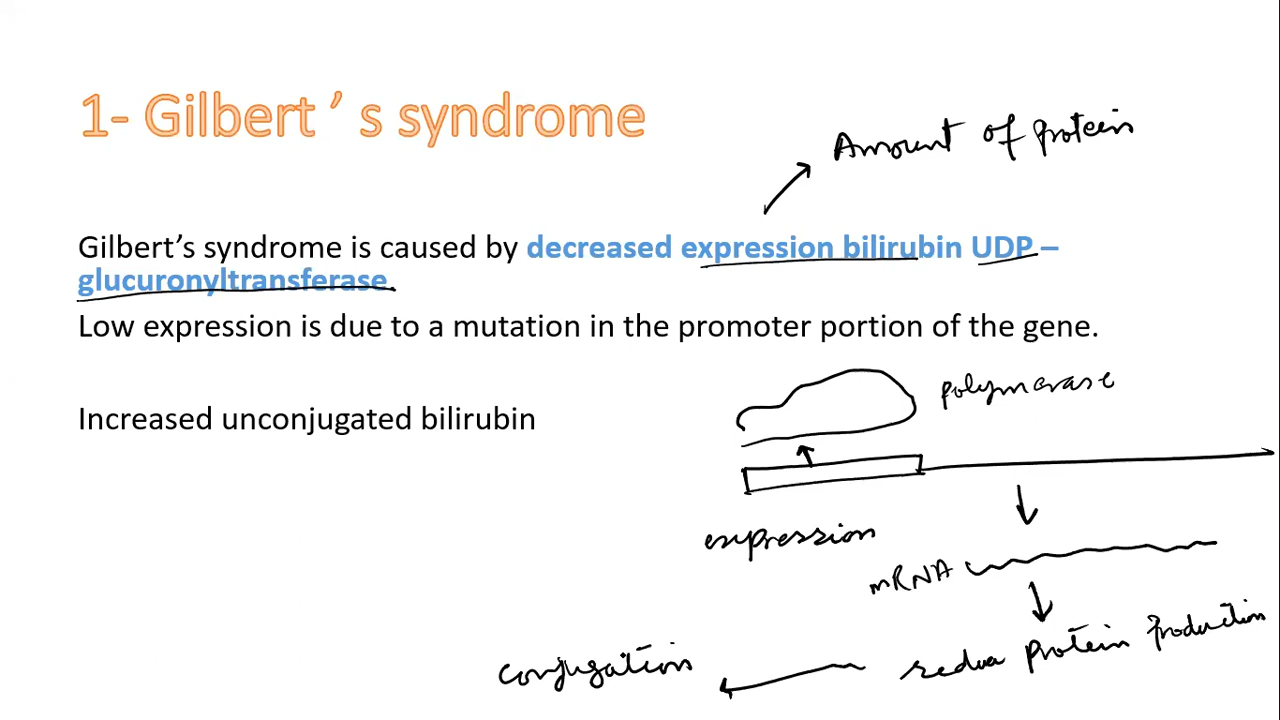 1- Gilbert ’ s syndrome
Amount of protein
Gilbert’s syndrome is caused by decreased expression bilirubin UDP –
glucuronyltransferase.
Low expression is due to a mutation in the promoter portion of the gene.
polymerase
Increased unconjugated bilirubin
expression
mRNA
protein production
conjugation